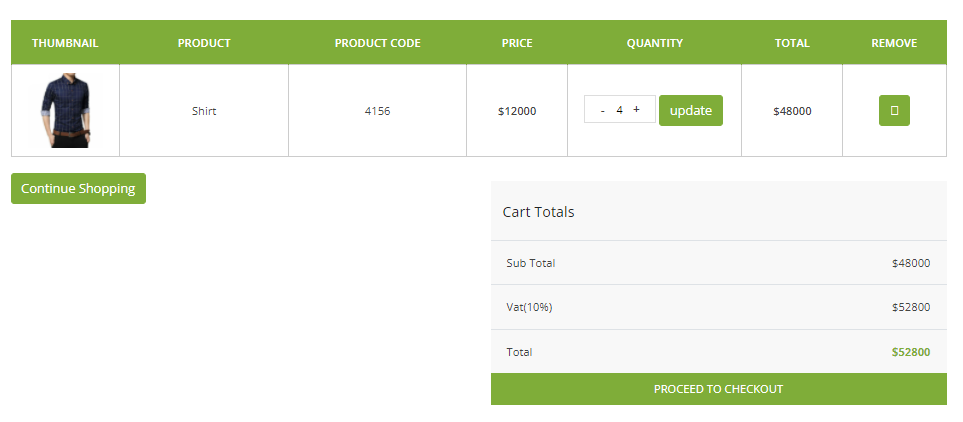 THUMBNAIL PRODUCT PRODUCT CODE PRICE QUANTITY TOTAL REMOVE
Shirt 4156 $12000 - 4 + update $48000
Continue Shopping
Cart Totals
Sub Total $48000
Vat(10%) $52800
Total $52800
PROCEED TO CHECKOUT